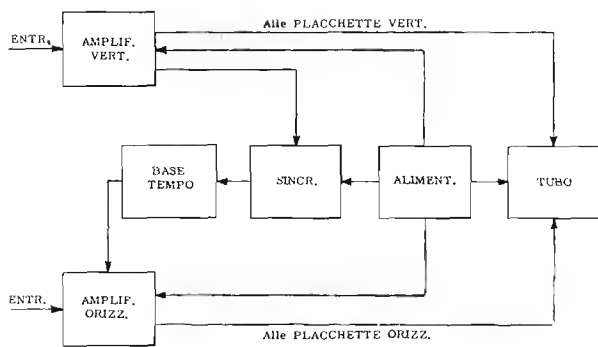 Alle PLACCHETTE VERT.
ENTR.
AMPLIF.
VERT.
BASE
TEMPO
SINCR.
ALIMENT.
TUBO
ENTR.
AMPLIF.
ORIZZ.
Alle PLACCHETTE ORIZZ.